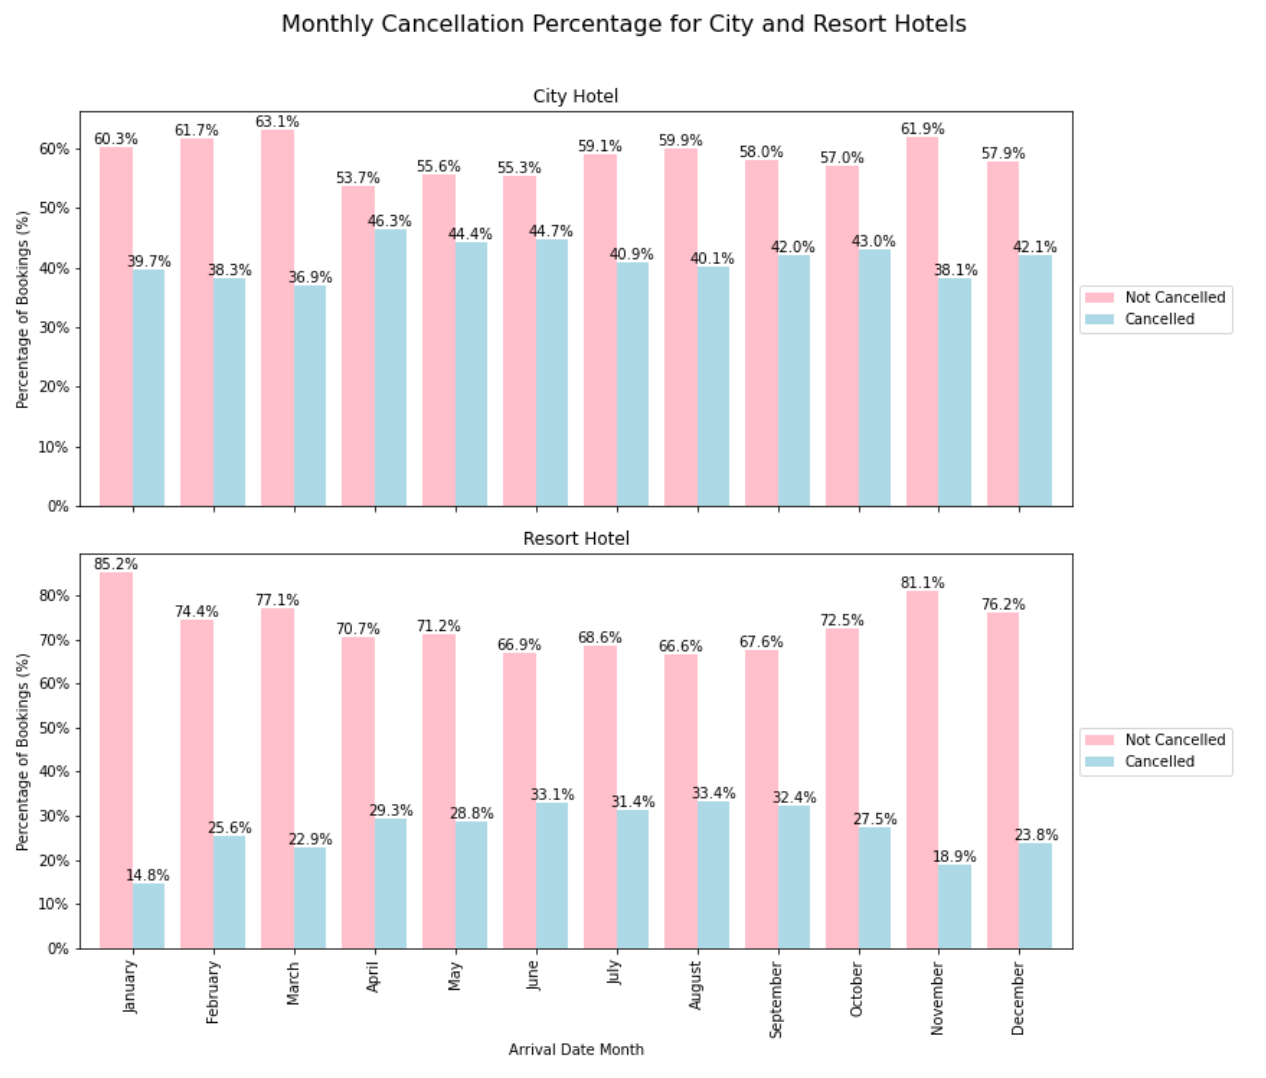 Monthly Cancellation Percentage for City and Resort Hotels
City Hotel
Percentage of Bookings (%)
60%
50%
40%
30%
20%
10%
0%
60.3%
39.7%
61.7%
38.3%
63.1%
36.9%
53.7%
46.3%
55.6%
44.4%
55.3%
44.7%
59.1%
40.9%
59.9%
40.1%
58.0%
42.0%
57.0%
43.0%
61.9%
38.1%
57.9%
42.1%
Not Cancelled
Cancelled
Resort Hotel
Percentage of Bookings (%)
80%
70%
60%
50%
40%
30%
20%
10%
0%
85.2%
14.8%
74.4%
25.6%
77.1%
22.9%
70.7%
29.3%
71.2%
28.8%
66.9%
33.1%
68.6%
31.4%
66.6%
33.4%
67.6%
32.4%
72.5%
27.5%
81.1%
18.9%
76.2%
23.8%
Not Cancelled
Cancelled
January
February
March
April
May
June
July
August
September
October
November
December
Arrival Date Month